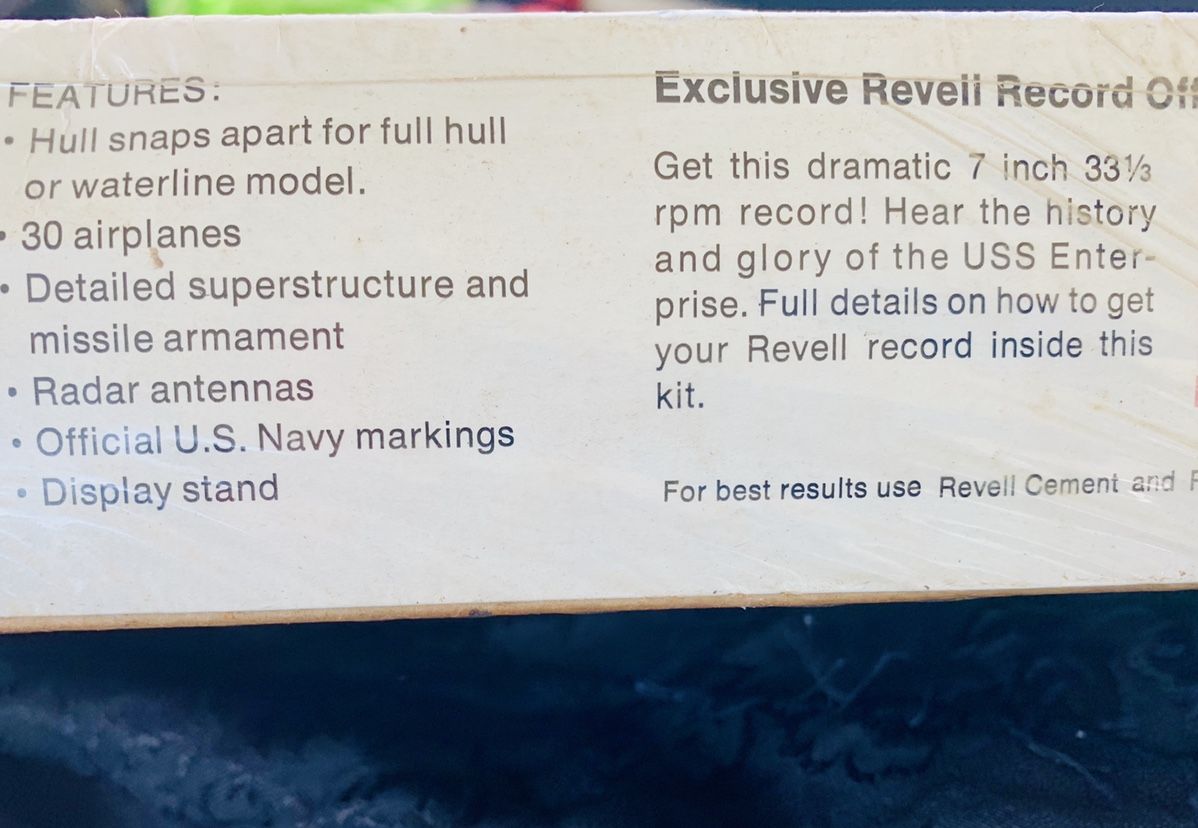 FEATURES:
• Hull snaps apart for full hull
or waterline model.
• 30 airplanes
• Detailed superstructure and
missile armament
• Radar antennas
• Official U.S. Navy markings
• Display stand
Exclusive Revell Record Off
Get this dramatic 7 inch 33⅓
rpm record! Hear the history
and glory of the USS Enter-
prise. Full details on how to get
your Revell record inside this
kit.
For best results use Revell Cement and